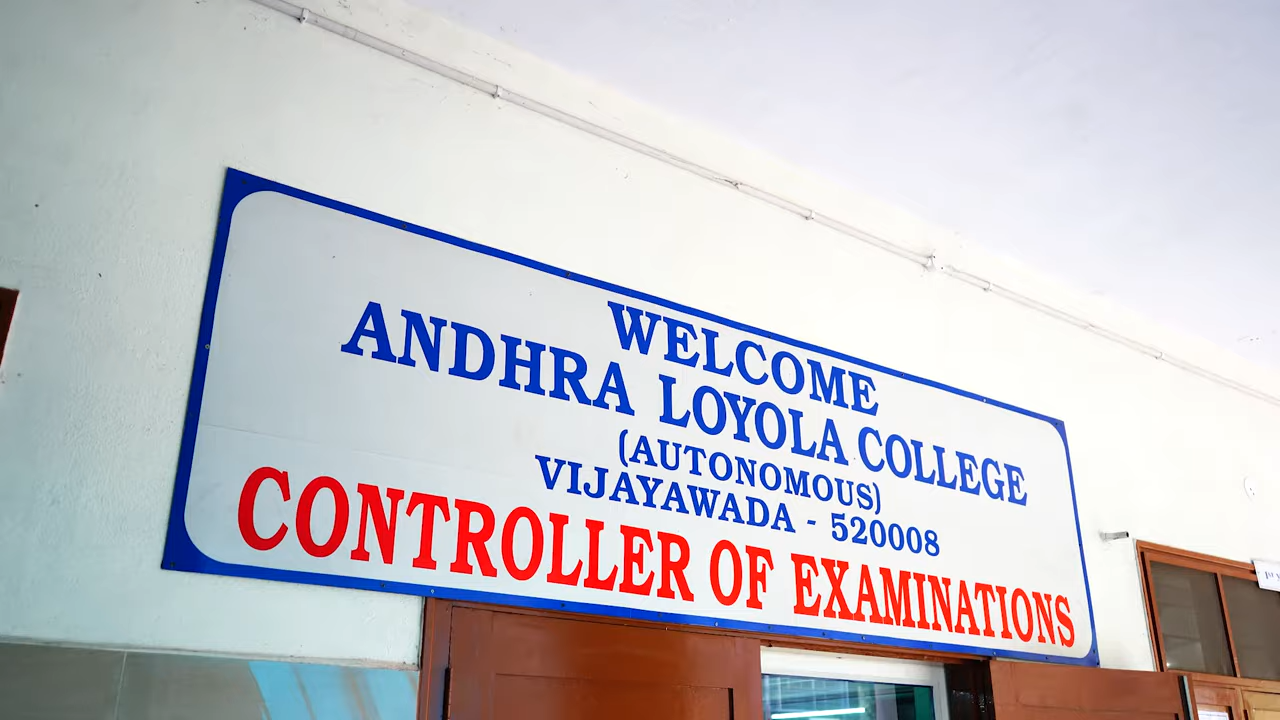 WELCOME
ANDHRA LOYOLA COLLEGE
(AUTONOMOUS)
VIJAYAWADA - 520008
CONTROLLER OF EXAMINATIONS